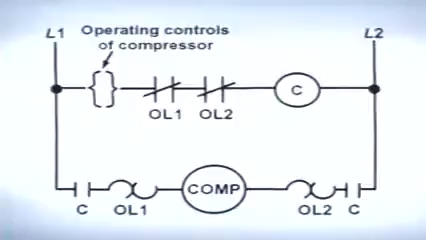 L1
Operating controls
of compressor
L2
C
OL1
OL2
COMP
C
OL1
OL2
C